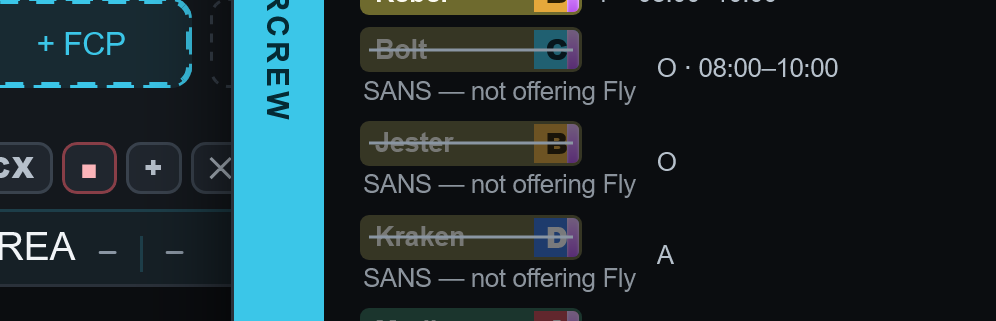 + FCP
CX
■
+
×
REA – | –
RCREW
Bolt C
SANS — not offering Fly
O · 08:00–10:00
Jester B
SANS — not offering Fly
O
Kraken D
SANS — not offering Fly
A